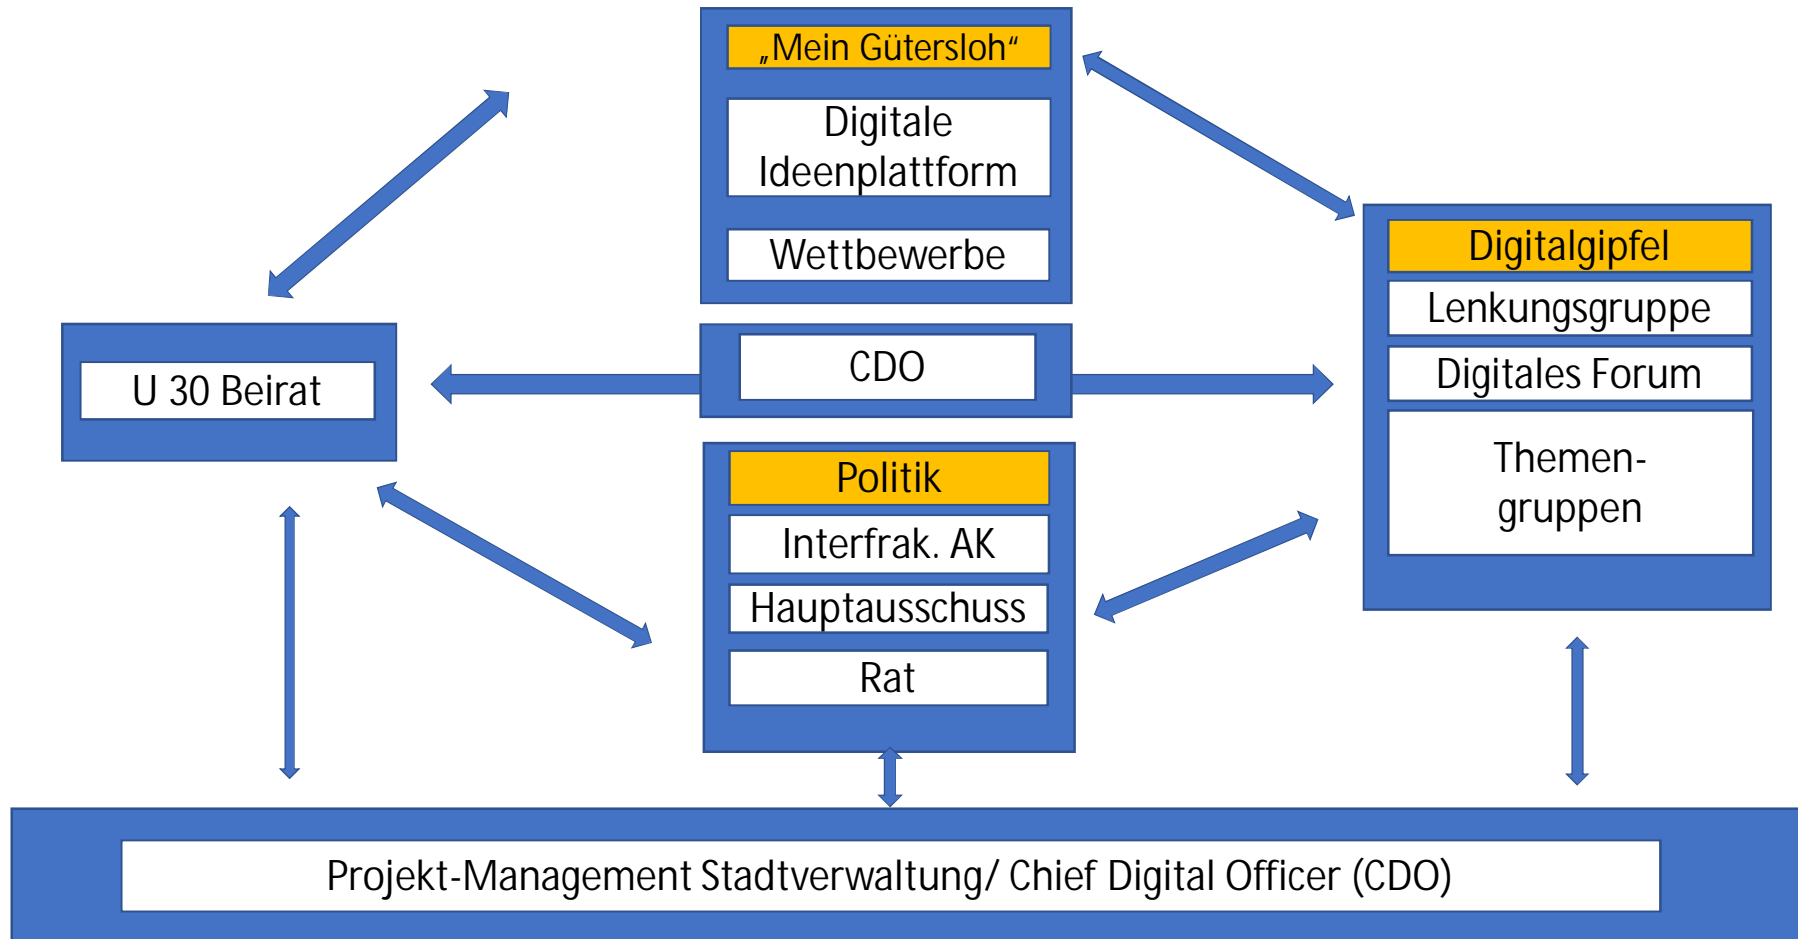 „Mein Gütersloh“
Digitale
Ideenplattform
Wettbewerbe
Digitalgipfel
Lenkungsgruppe
Digitales Forum
Themen-
gruppen
U 30 Beirat
CDO
Politik
Interfrak. AK
Hauptausschuss
Rat
Projekt-Management Stadtverwaltung/ Chief Digital Officer (CDO)